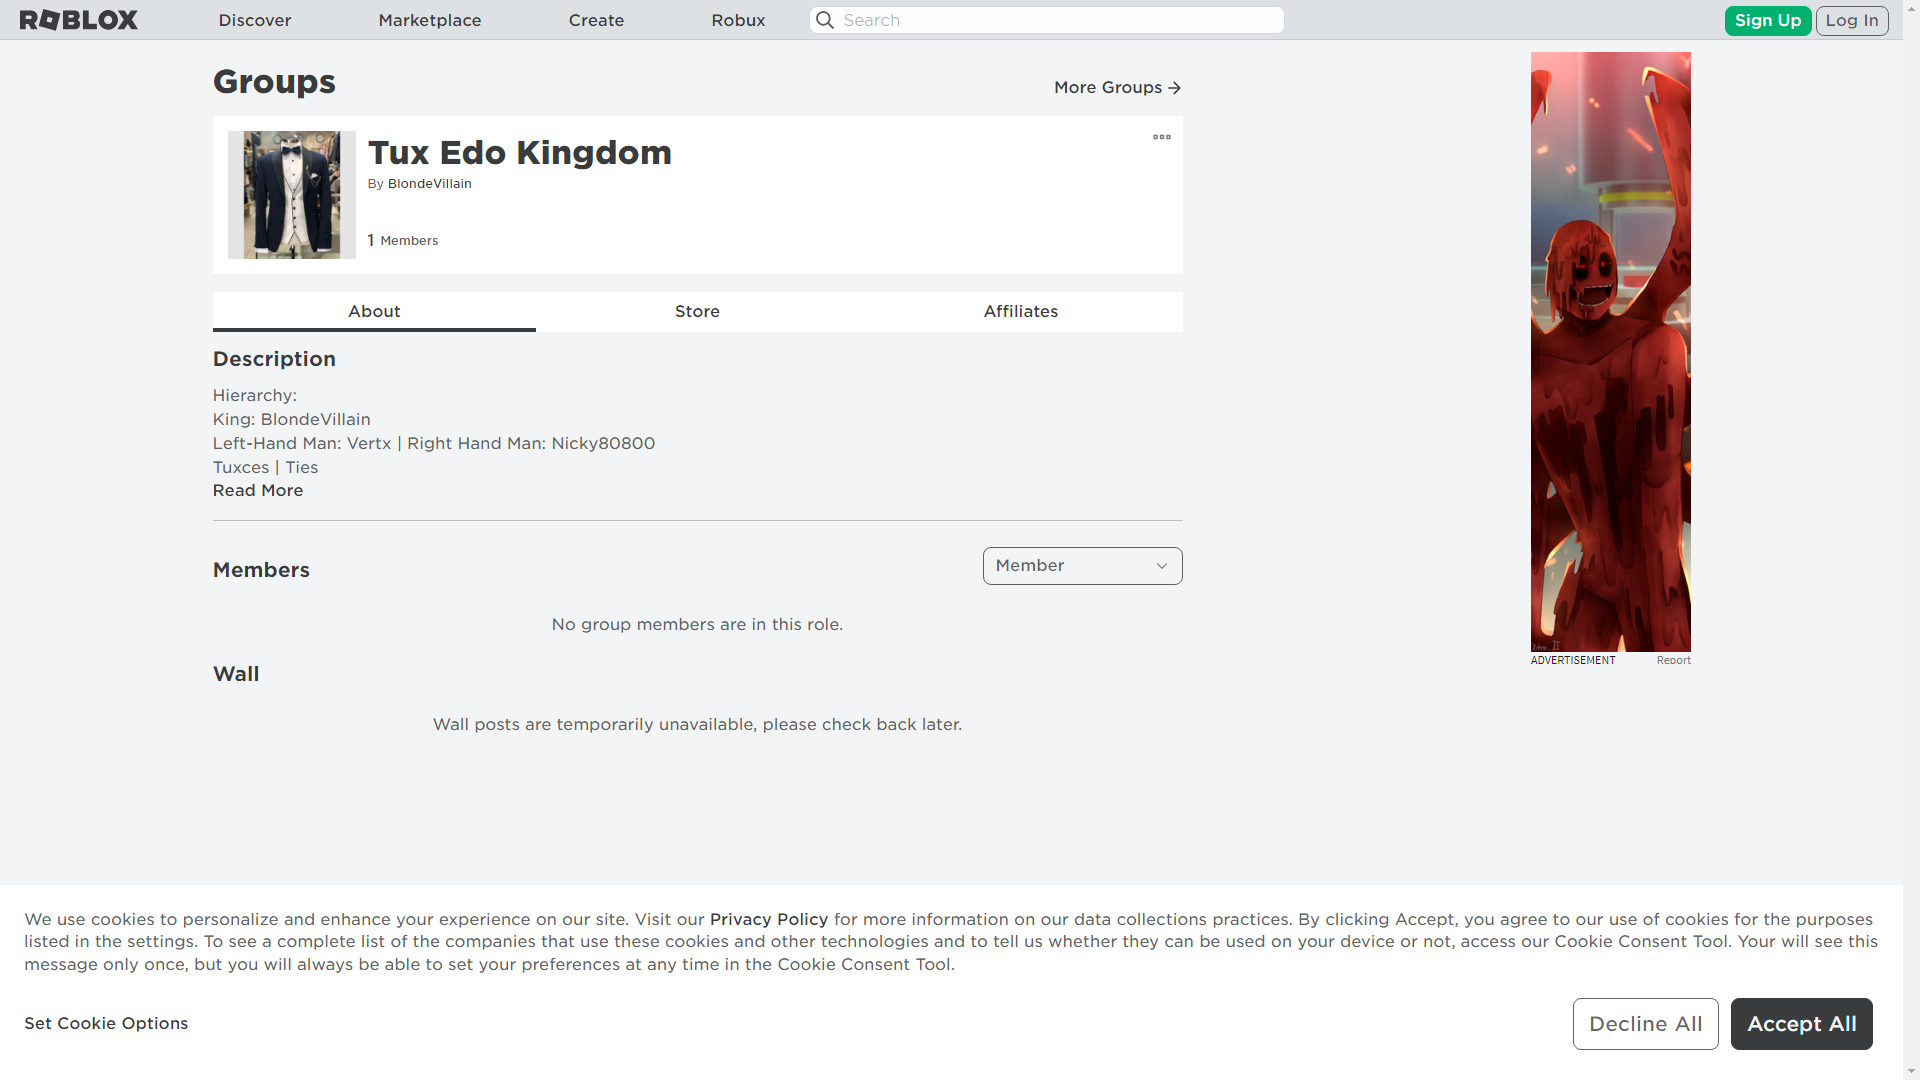 ROBLOX
Discover
Marketplace
Create
Robux
Search
Sign Up
Log In
Groups
More Groups
Tux Edo Kingdom
By BlondeVillain
1 Members
About
Store
Affiliates
Description
Hierarchy:
King: BlondeVillain
Left-Hand Man: Vertx | Right Hand Man: Nicky80800
Tuxces | Ties
Read More
Members
Member
No group members are in this role.
Wall
Wall posts are temporarily unavailable, please check back later.
ADVERTISEMENT
Report
We use cookies to personalize and enhance your experience on our site. Visit our Privacy Policy for more information on our data collections practices. By clicking Accept, you agree to our use of cookies for the purposes
listed in the settings. To see a complete list of the companies that use these cookies and other technologies and to tell us whether they can be used on your device or not, access our Cookie Consent Tool. Your will see this
message only once, but you will always be able to set your preferences at any time in the Cookie Consent Tool.
Set Cookie Options
Decline All
Accept All